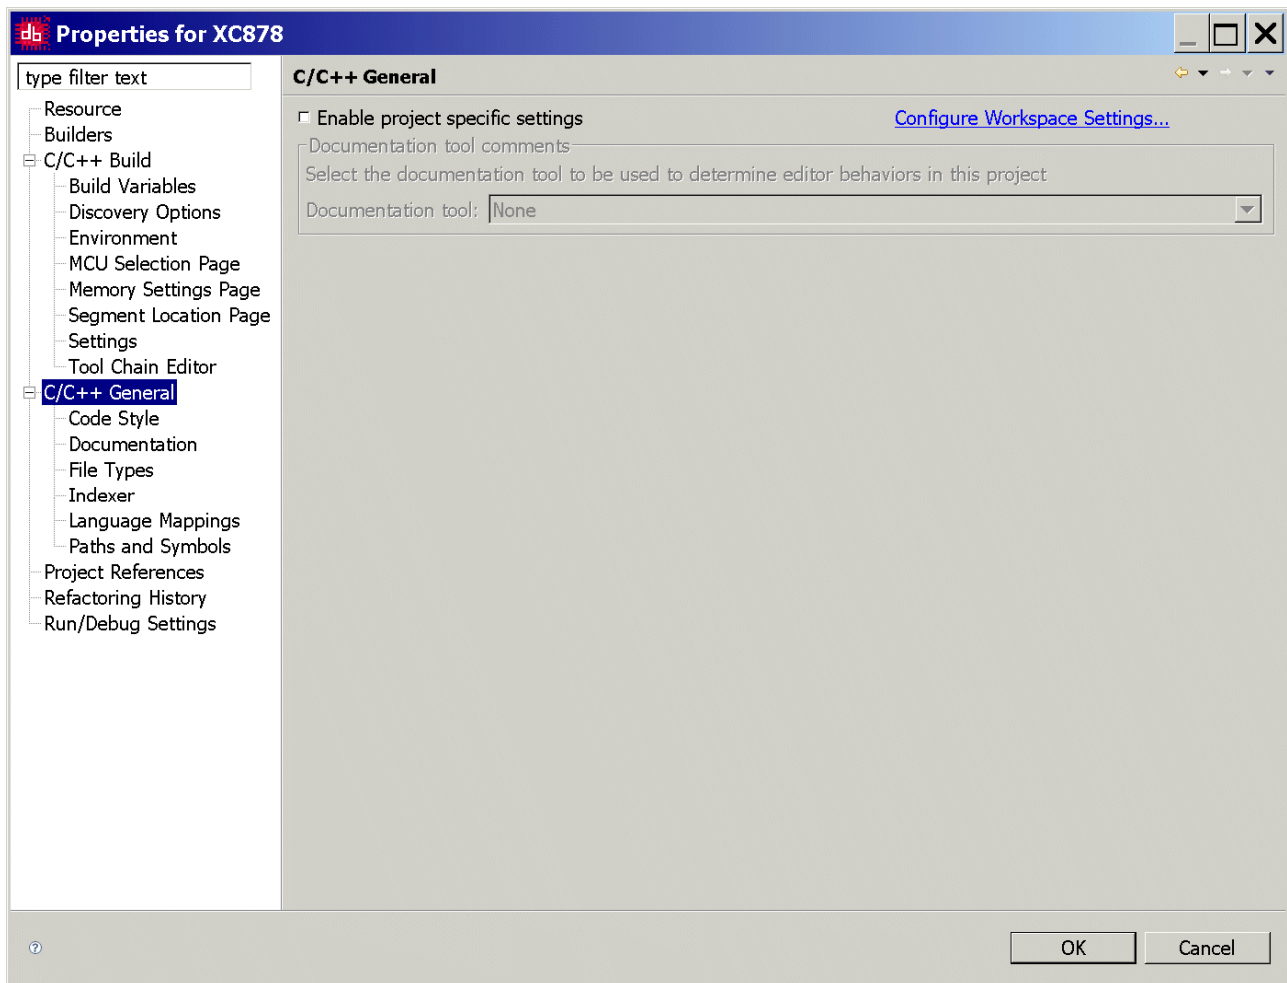 db Properties for XC878
type filter text
Resource
Builders
C/C++ Build
Build Variables
Discovery Options
Environment
MCU Selection Page
Memory Settings Page
Segment Location Page
Settings
Tool Chain Editor
C/C++ General
Code Style
Documentation
File Types
Indexer
Language Mappings
Paths and Symbols
Project References
Refactoring History
Run/Debug Settings
C/C++ General
Enable project specific settings Configure Workspace Settings...
Documentation tool comments
Select the documentation tool to be used to determine editor behaviors in this project
Documentation tool: None
? OK Cancel